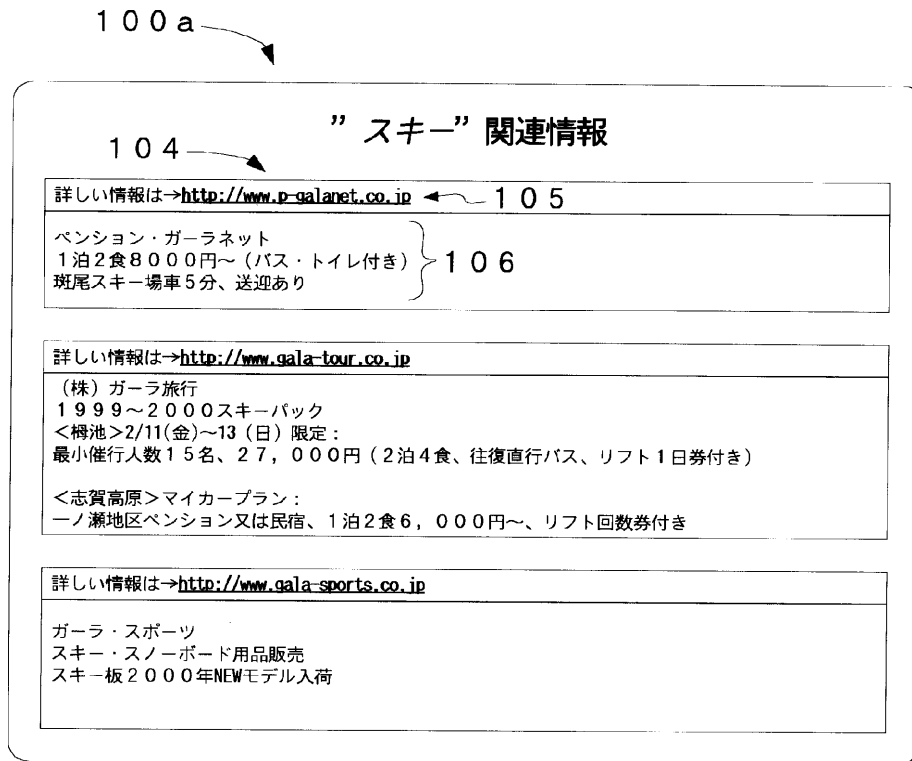 １００a
”スキー”関連情報
１０４
詳しい情報は→http://www.p-galanet.co.jp
１０５
ペンション・ガーラネット
１泊２食８０００円～（バス・トイレ付き）
斑尾スキー場車５分、送迎あり
１０６
詳しい情報は→http://www.gala-tour.co.jp
（株）ガーラ旅行
１９９９～２０００スキーパック
<栂池>2/11(金)～13（日）限定：
最小催行人数１５名、２７，０００円（２泊４食、往復直行バス、リフト１日券付き）
<志賀高原>マイカープラン：
一ノ瀬地区ペンション又は民宿、１泊２食６，０００円～、リフト回数券付き
詳しい情報は→http://www.gala-sports.co.jp
ガーラ・スポーツ
スキー・スノーボード用品販売
スキー板２０００年NEWモデル入荷